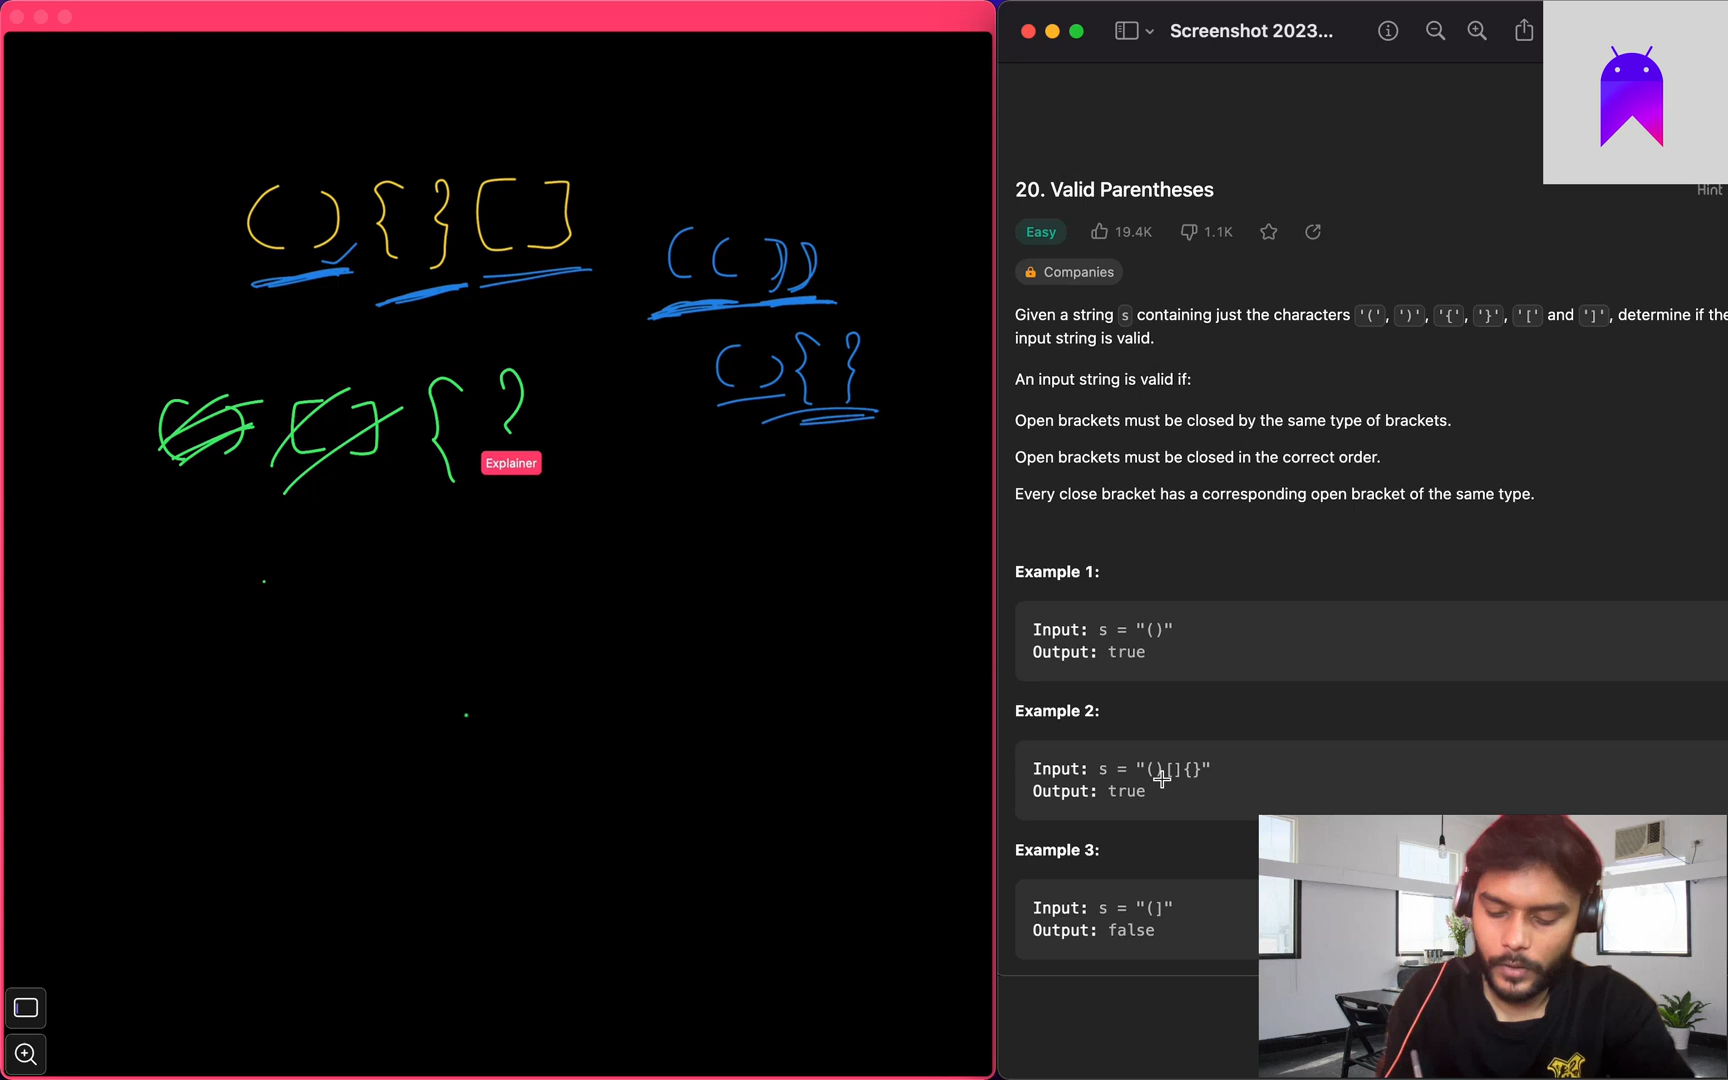 ( ) { } [ ]
( ( ) )
( ) { }
( ) [ ] { ?
Explainer
Screenshot 2023...
Hint
20. Valid Parentheses
Easy 19.4K 1.1K
Companies
Given a string s containing just the characters '(', ')', '{', '}', '[' and ']', determine if the
input string is valid.
An input string is valid if:
Open brackets must be closed by the same type of brackets.
Open brackets must be closed in the correct order.
Every close bracket has a corresponding open bracket of the same type.
Example 1:
Input: s = "()"
Output: true
Example 2:
Input: s = "()[]{}"
Output: true
Example 3:
Input: s = "(]"
Output: false